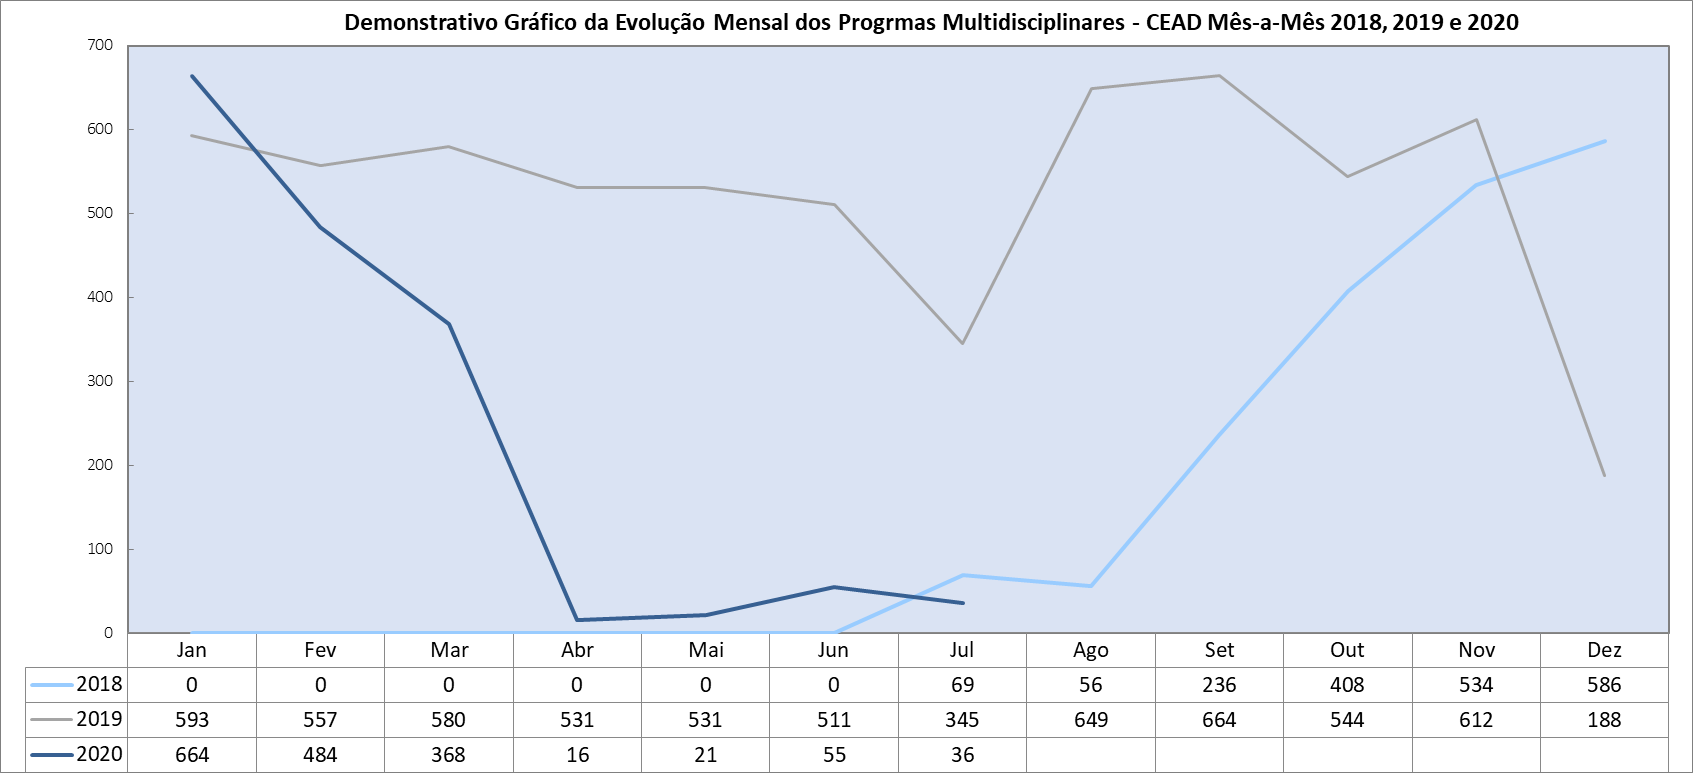 Demonstrativo Gráfico da Evolução Mensal dos Progrmas Multidisciplinares - CEAD Mês-a-Mês 2018, 2019 e 2020
700
600
500
400
300
200
100
0
Jan Fev Mar Abr Mai Jun Jul Ago Set Out Nov Dez
2018 0 0 0 0 0 0 69 56 236 408 534 586
2019 593 557 580 531 531 511 345 649 664 544 612 188
2020 664 484 368 16 21 55 36